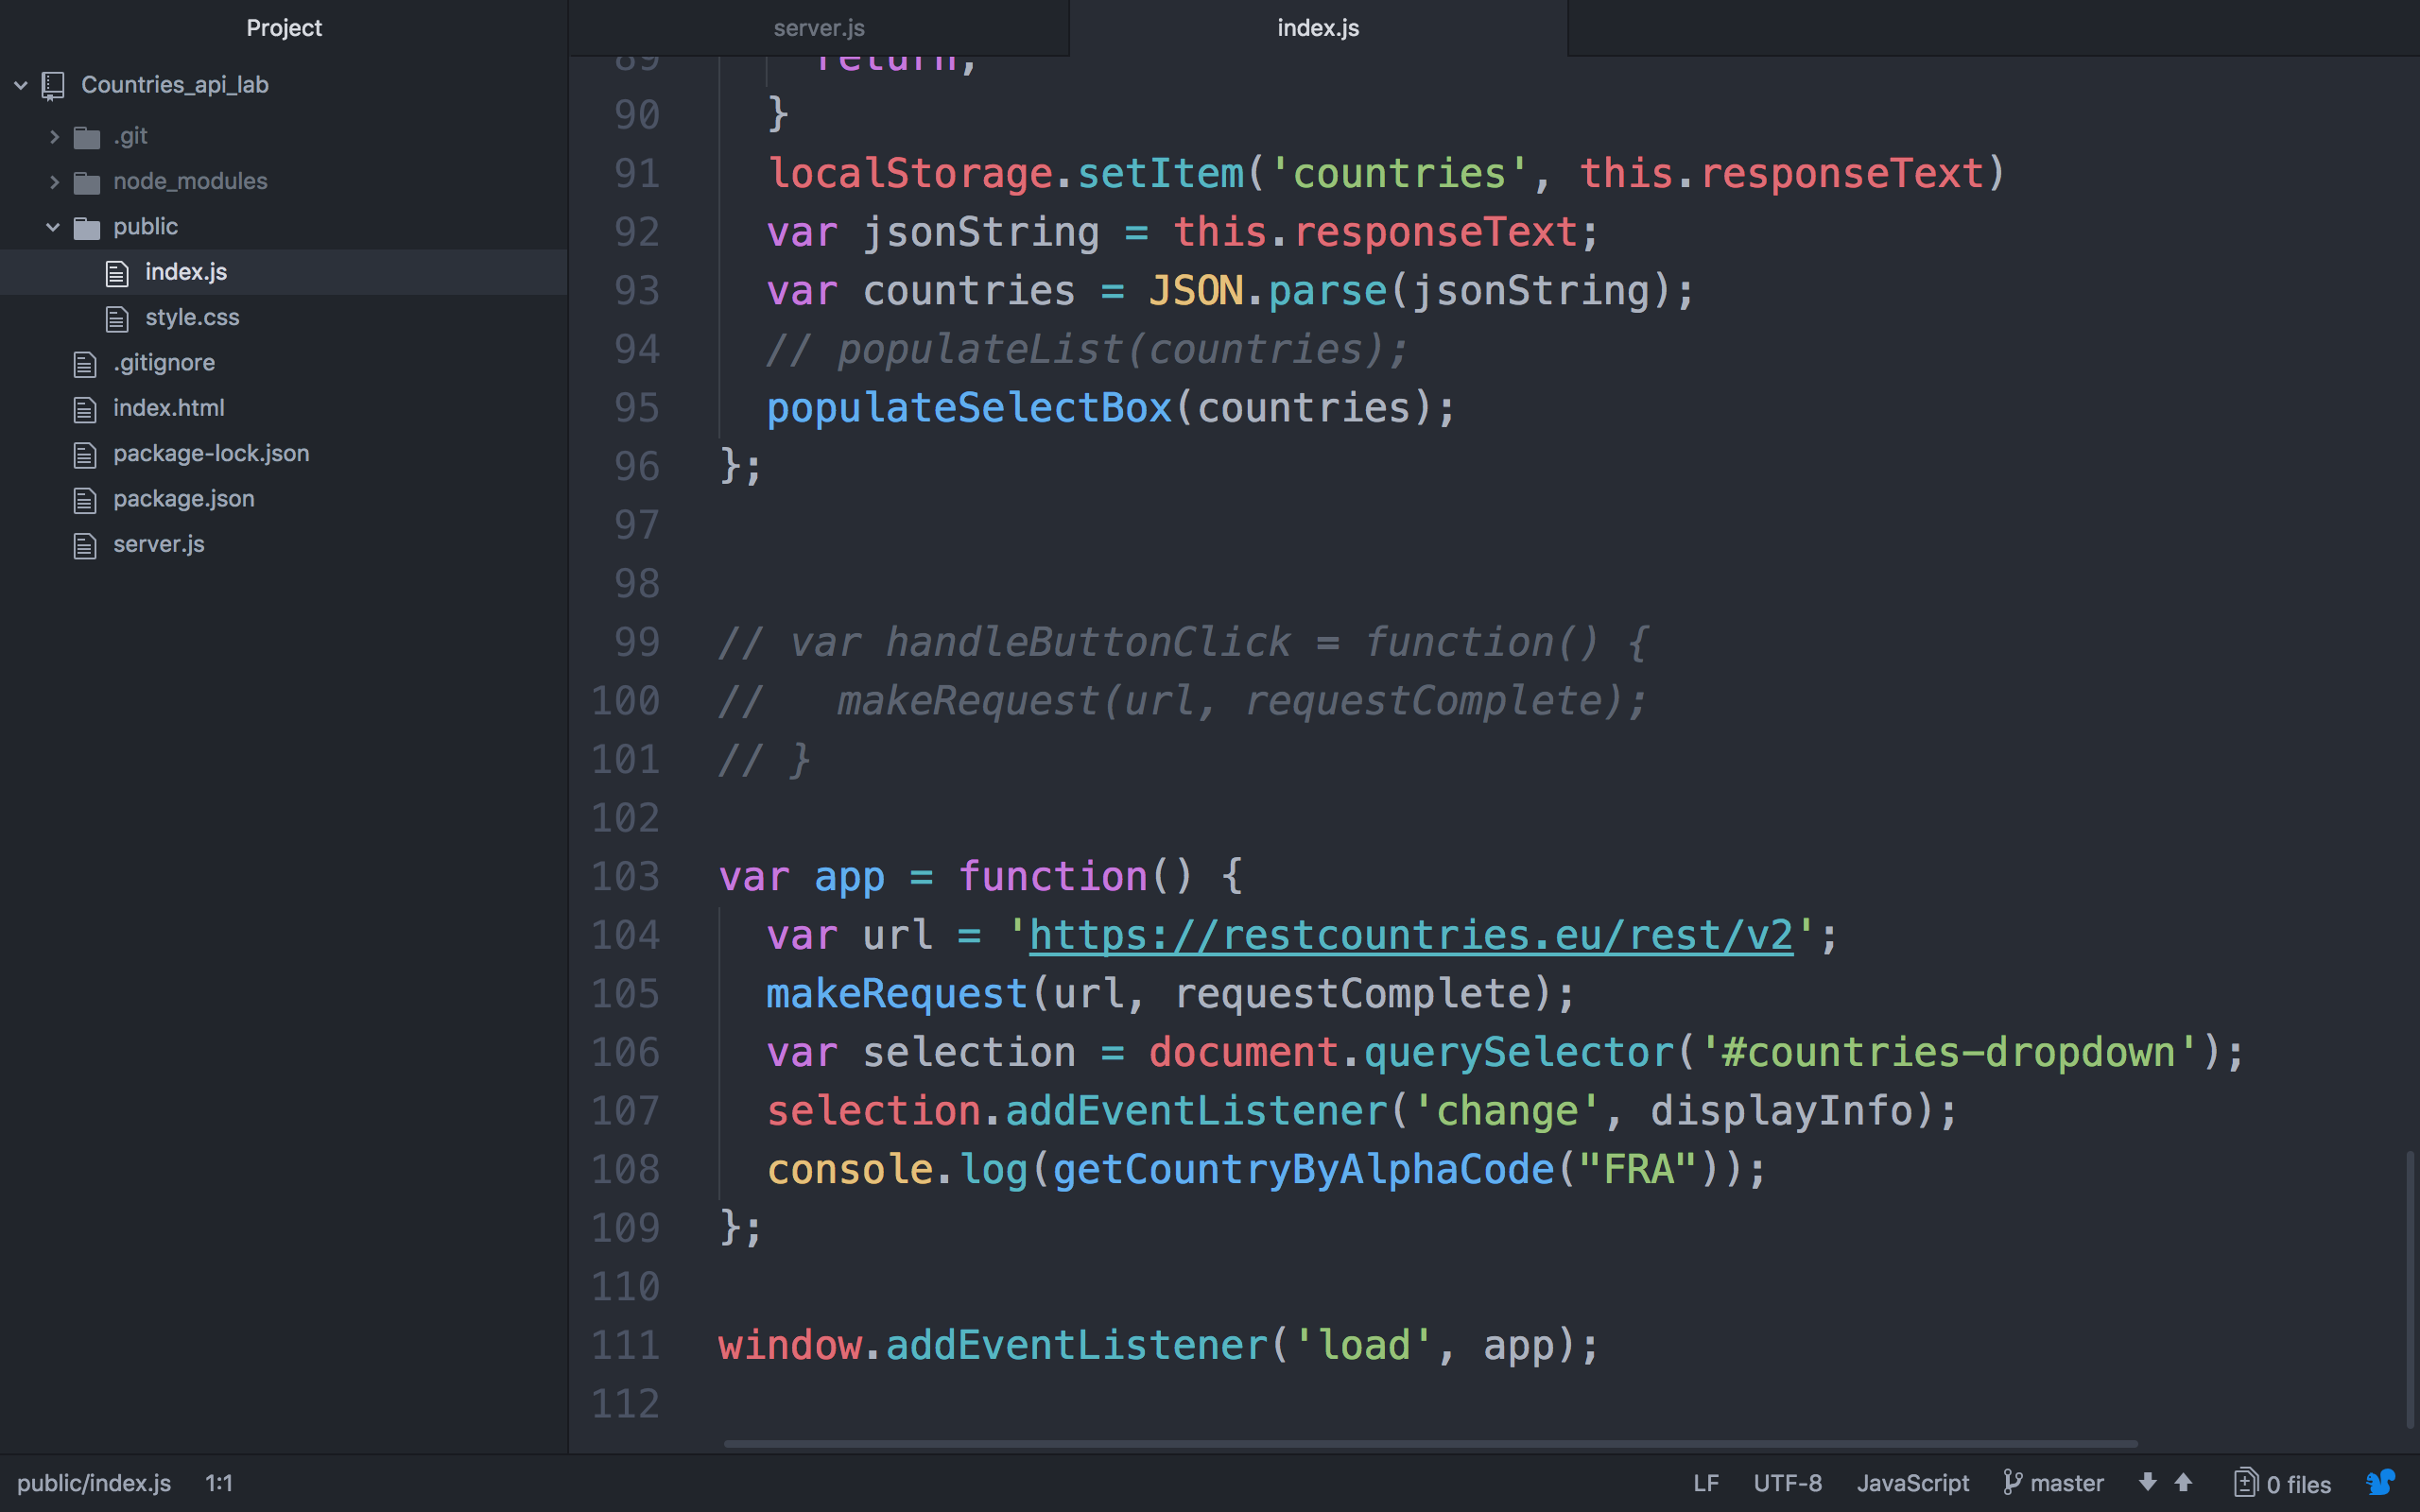 Project
Countries_api_lab
.git
node_modules
public
index.js
style.css
.gitignore
index.html
package-lock.json
package.json
server.js
server.js
index.js
89 return;
90 }
91 localStorage.setItem('countries', this.responseText)
92 var jsonString = this.responseText;
93 var countries = JSON.parse(jsonString);
94 // populateList(countries);
95 populateSelectBox(countries);
96 };
97
98
99 // var handleButtonClick = function() {
100 //   makeRequest(url, requestComplete);
101 // }
102
103 var app = function() {
104 var url = 'https://restcountries.eu/rest/v2';
105 makeRequest(url, requestComplete);
106 var selection = document.querySelector('#countries-dropdown');
107 selection.addEventListener('change', displayInfo);
108 console.log(getCountryByAlphaCode("FRA"));
109 };
110
111 window.addEventListener('load', app);
112
public/index.js 1:1 LF UTF-8 JavaScript master 0 files